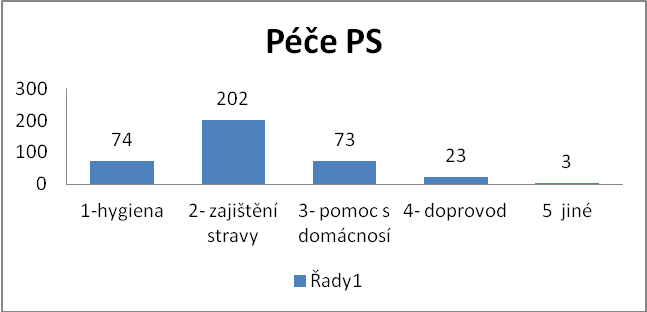 Péče PS
300
200
100
0
74
202
73
23
3
1-hygiena
2- zajištění
stravy
3- pomoc s
domácnosí
4- doprovod
5 jiné
Řady1